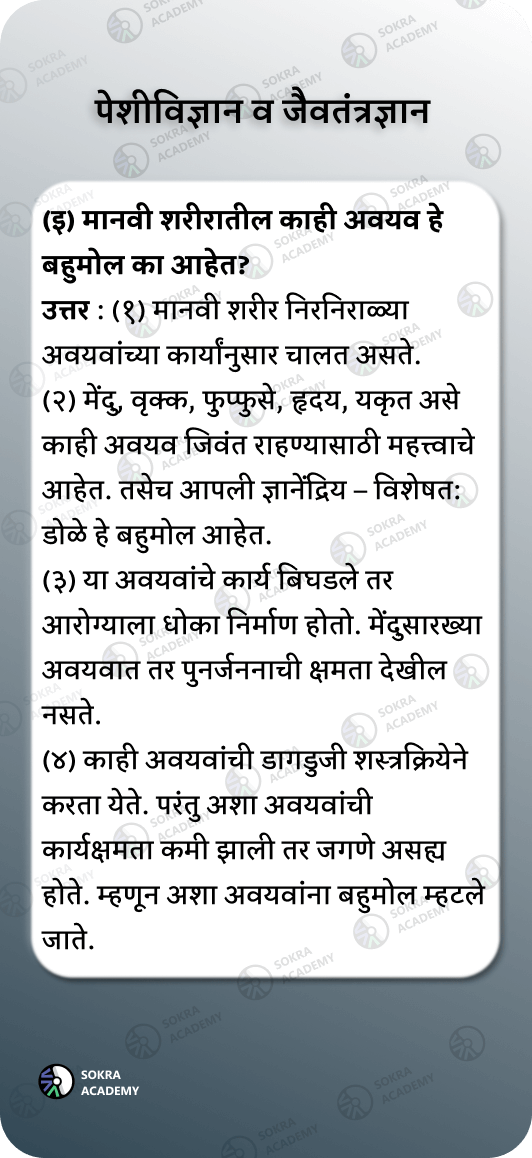 पेशीविज्ञान व जैवतंत्रज्ञान
(इ) मानवी शरीरातील काही अवयव हे
बहुमोल का आहेत?
उत्तर : (१) मानवी शरीर निरनिराळ्या
अवयवांच्या कार्यांनुसार चालत असते.
(२) मेंदु, वृक्क, फुप्फुसे, हृदय, यकृत असे
काही अवयव जिवंत राहण्यासाठी महत्त्वाचे
आहेत. तसेच आपली ज्ञानेंद्रिय – विशेषत:
डोळे हे बहुमोल आहेत.
(३) या अवयवांचे कार्य बिघडले तर
आरोग्याला धोका निर्माण होतो. मेंदुसारख्या
अवयवात तर पुनर्जननाची क्षमता देखील
नसते.
(४) काही अवयवांची डागडुजी शस्त्रक्रियेने
करता येते. परंतु अशा अवयवांची
कार्यक्षमता कमी झाली तर जगणे असह्य
होते. म्हणून अशा अवयवांना बहुमोल म्हटले
जाते.
SOKRA
ACADEMY